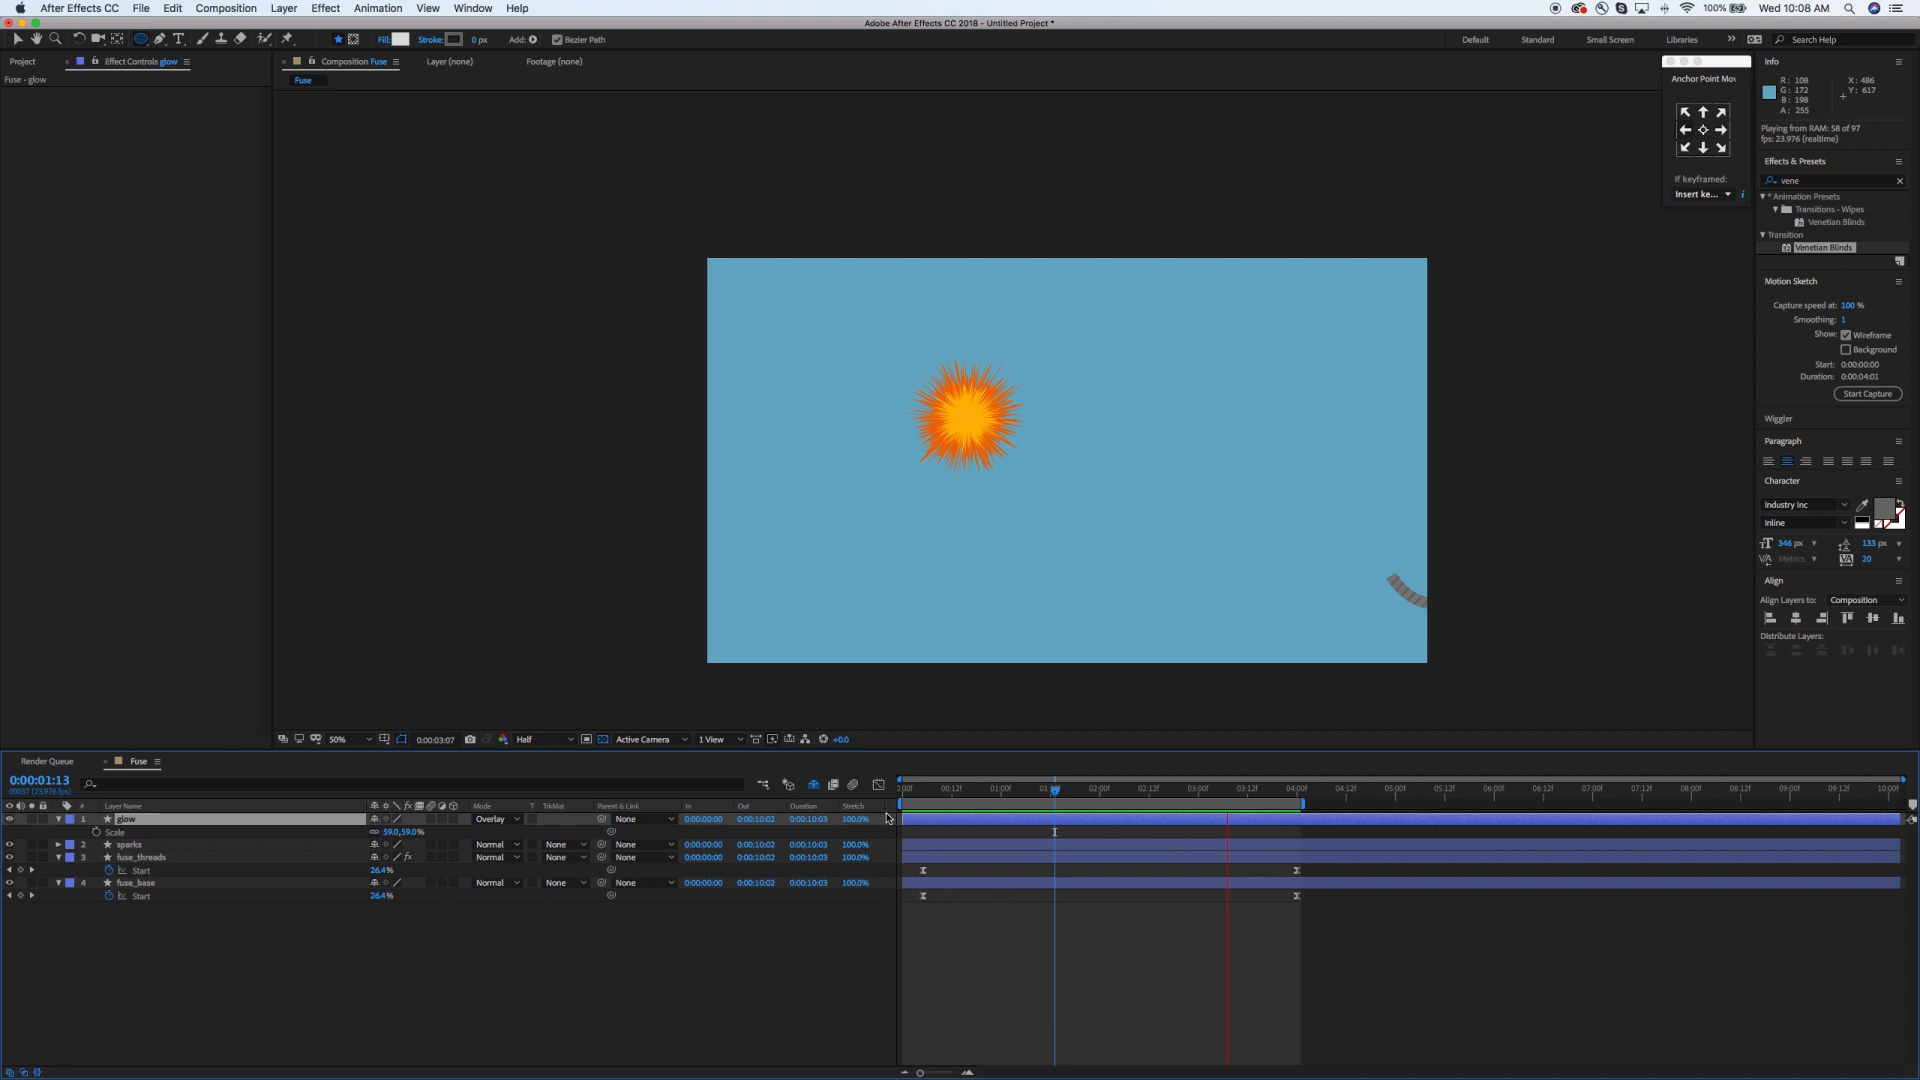 After Effects CC File Edit Composition Layer Effect Animation View Window Help 100% Wed 10:08 AM
Adobe After Effects CC 2018 - Untitled Project *
Fill: Stroke: 0 px Add: Bezier Path Default Standard Small Screen Libraries Search Help
Project Effect Controls glow Composition Fuse Layer (none) Footage (none) Info
Fuse • glow Fuse
Anchor Point Mov
If keyframed:
Insert ke...
R: 108 X: 486
G: 172 Y: 617
B: 198
A: 255
Playing from RAM: 58 of 97
fps: 23.976 (realtime)
Effects & Presets
vene
* Animation Presets
Transitions - Wipes
Venetian Blinds
Transition
Venetian Blinds
Motion Sketch
Capture speed at: 100 %
Smoothing: 1
Show: Wireframe
Background
Start: 0:00:00:00
Duration: 0:00:04:01
Start Capture
Wiggler
Paragraph
Character
Industry Inc
Inline
346 px 133 px
Metrics 20
Align
Align Layers to: Composition
Distribute Layers:
50% 0:00:03:07 Half Active Camera 1 View +0.0
Render Queue Fuse
0:00:01:13
00037 (23.976 fps)
# Layer Name Mode T TrkMat Parent & Link In Out Duration Stretch
00:12f 01:00f 02:00f 02:12f 03:00f 03:12f 04:00f 04:12f 05:00f 05:12f 06:00f 06:12f 07:00f 07:12f 08:00f 08:12f 09:00f 09:12f 10:00f
1 glow Overlay None 0:00:00:00 0:00:10:02 0:00:10:03 100.0%
Scale 59.0,59.0%
2 sparks Normal None None 0:00:00:00 0:00:10:02 0:00:10:03 100.0%
3 fuse_threads Normal None None 0:00:00:00 0:00:10:02 0:00:10:03 100.0%
Start 26.4%
4 fuse_base Normal None None 0:00:00:00 0:00:10:02 0:00:10:03 100.0%
Start 26.4%